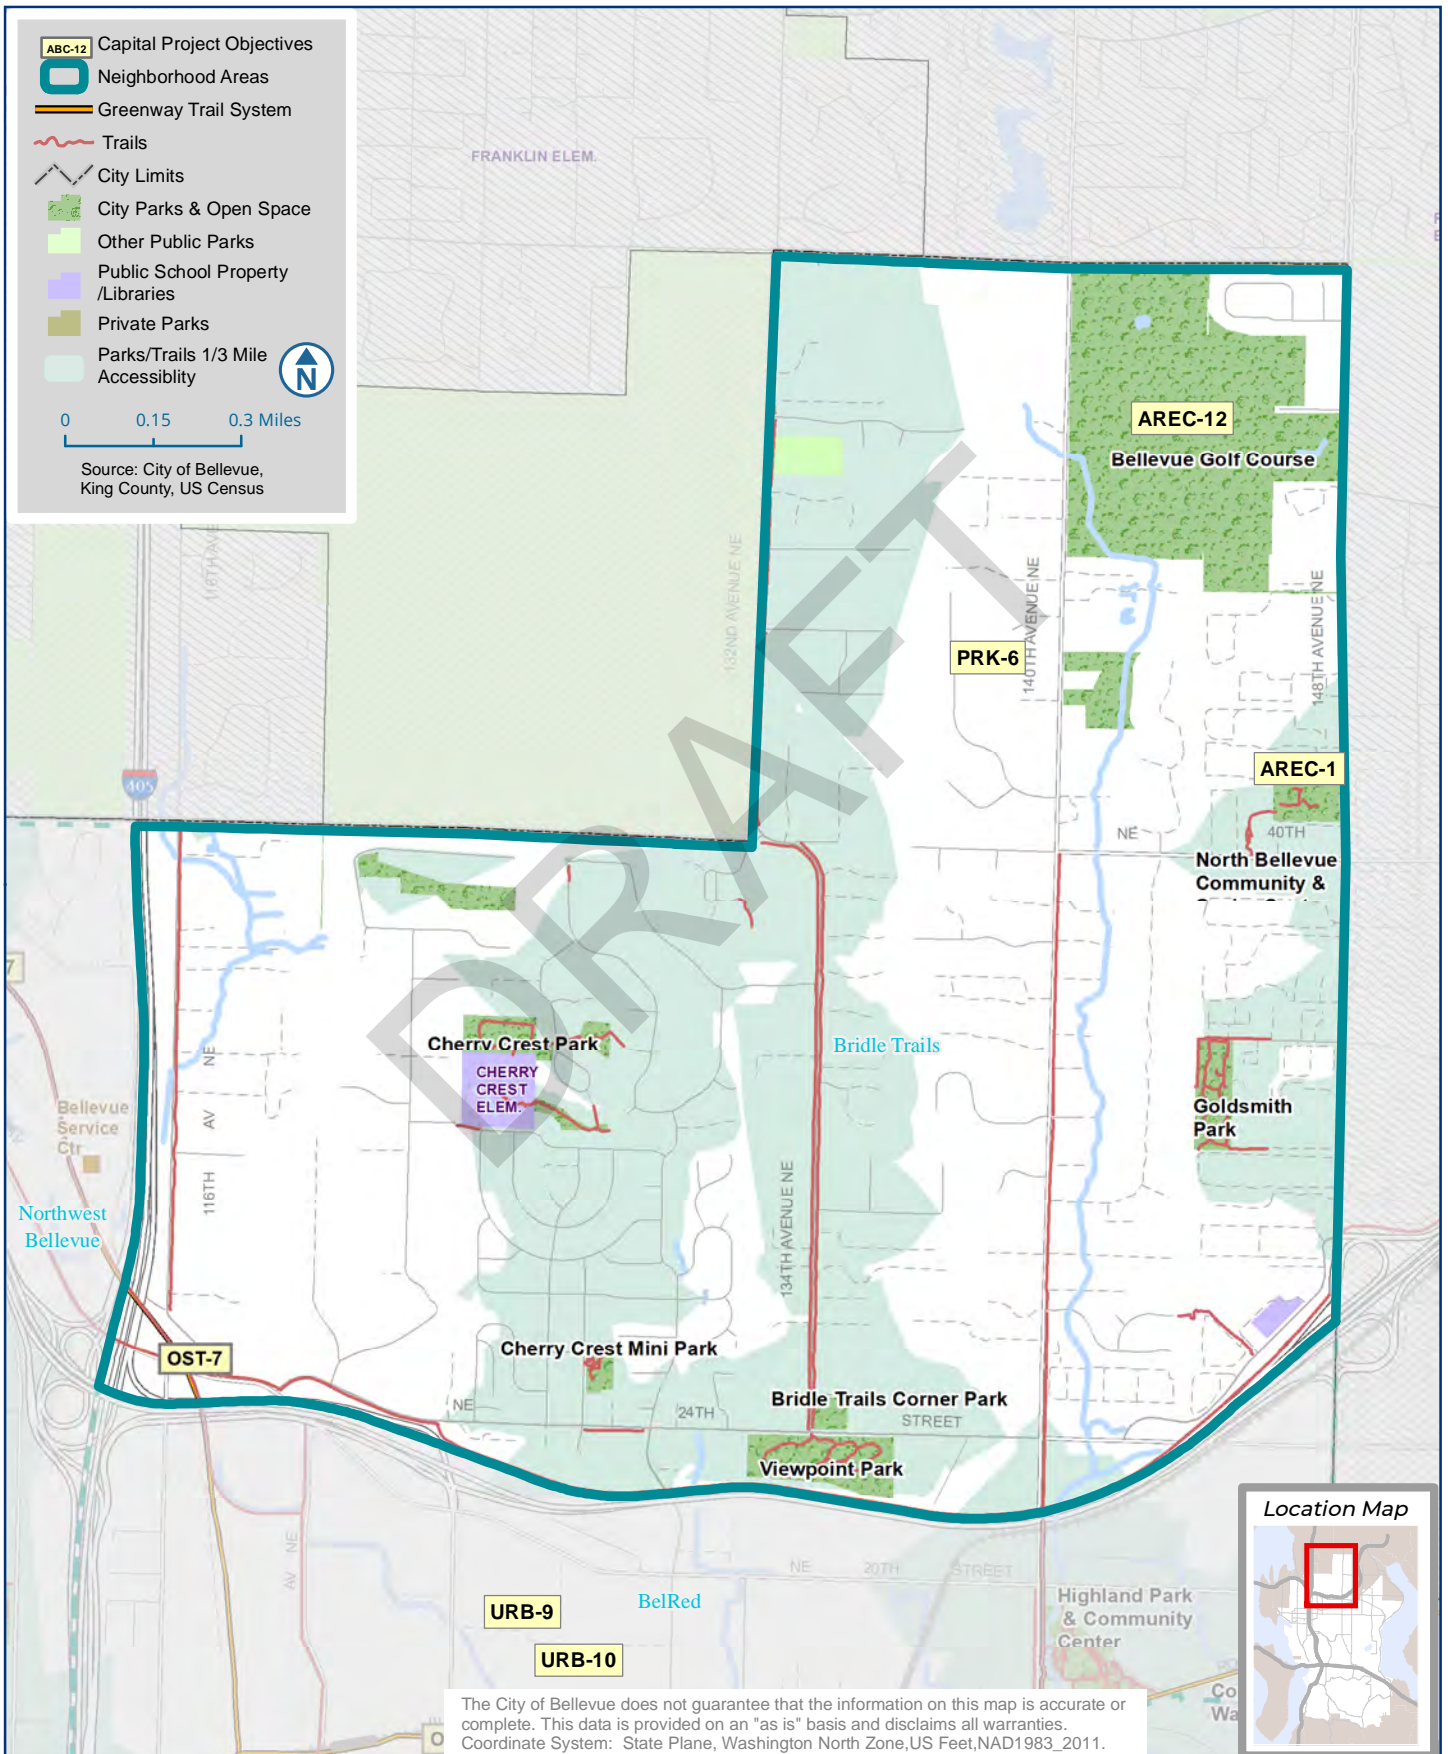 ABC-12 Capital Project Objectives
Neighborhood Areas
Greenway Trail System
Trails
City Limits
City Parks & Open Space
Other Public Parks
Public School Property
/Libraries
Private Parks
Parks/Trails 1/3 Mile
Accessiblity
N
0 0.15 0.3 Miles
Source: City of Bellevue,
King County, US Census
FRANKLIN ELEM.
116TH AVE
405
132ND AVENUE NE
AREC-12
Bellevue Golf Course
140TH AVENUE NE
148TH AVENUE NE
PRK-6
AREC-1
NE 40TH
North Bellevue
Community &
DRAFT
Cherry Crest Park
CHERRY
CREST
ELEM.
Bridle Trails
Goldsmith
Park
Bellevue
Service
Ctr
116TH AV NE
Northwest
Bellevue
134TH AVENUE NE
OST-7
7
Cherry Crest Mini Park
Bridle Trails Corner Park
NE 24TH STREET
Viewpoint Park
AV NE
NE 20TH STREET
BelRed
URB-9
URB-10
Highland Park
& Community
Center
Co
Wa
O
Location Map
The City of Bellevue does not guarantee that the information on this map is accurate or
complete. This data is provided on an "as is" basis and disclaims all warranties.
Coordinate System: State Plane, Washington North Zone,US Feet,NAD1983_2011.